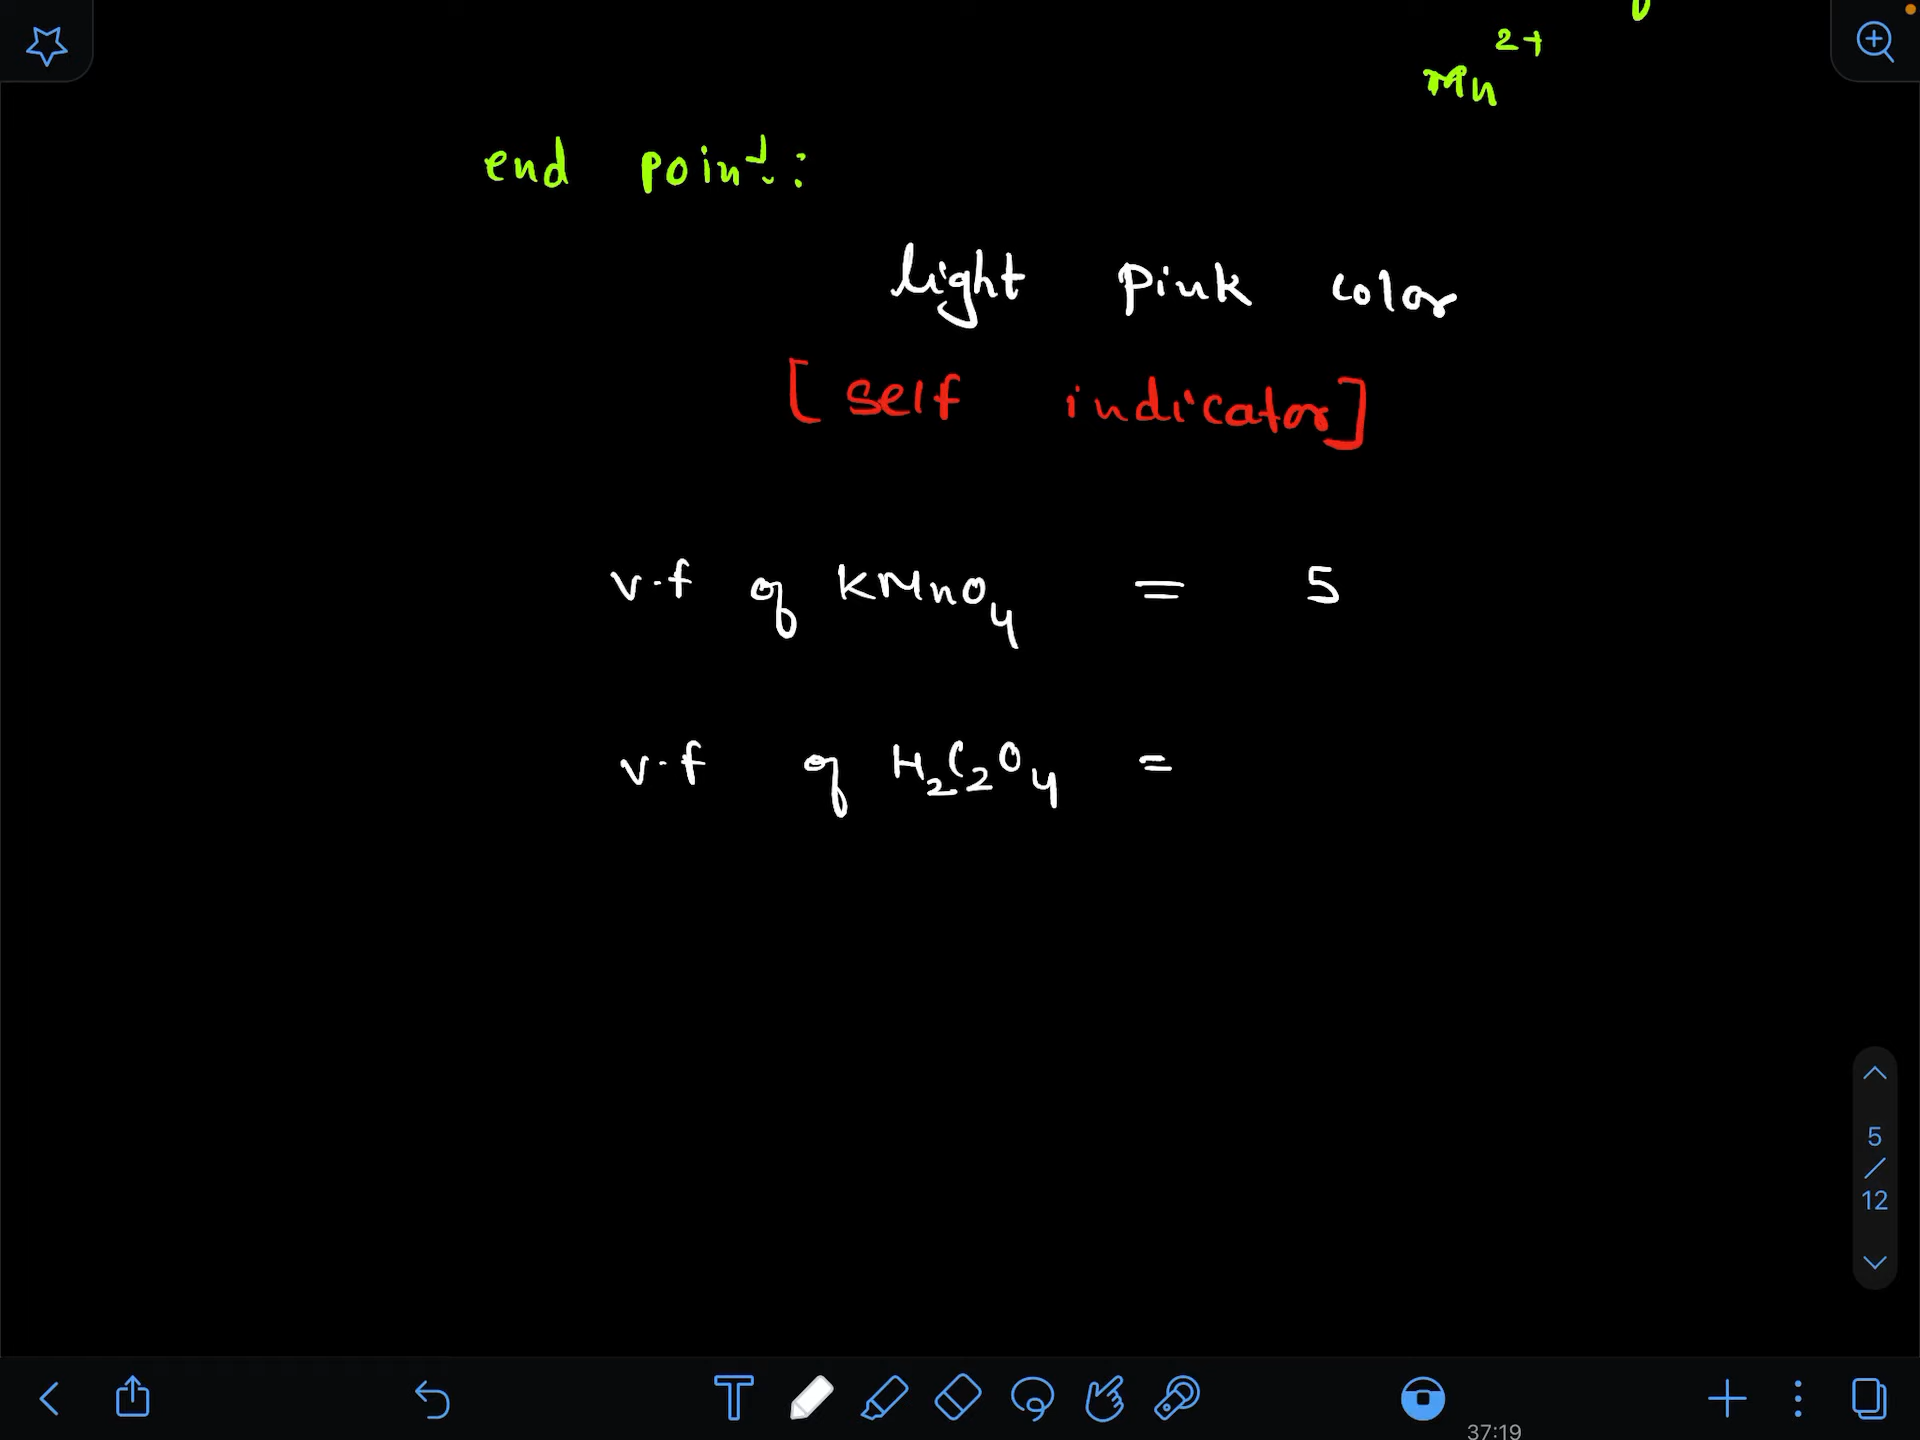 Mn²⁺
end point:
light pink color
[self indicator]
v.f of KMnO₄ = 5
v.f of H₂C₂O₄ =
5
/
12
T
37:19